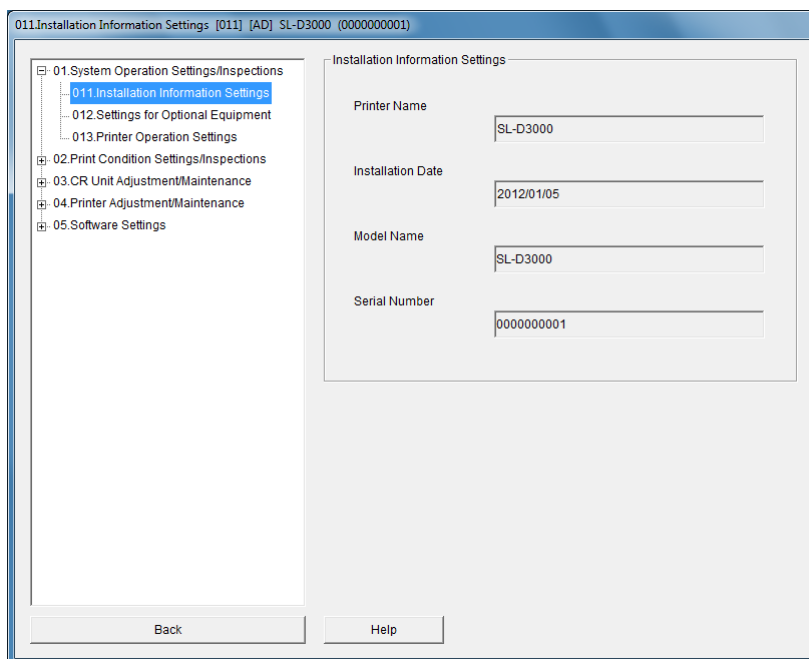 011.Installation Information Settings [011] [AD] SL-D3000 (0000000001)
01.System Operation Settings/Inspections
011.Installation Information Settings
012.Settings for Optional Equipment
013.Printer Operation Settings
02.Print Condition Settings/Inspections
03.CR Unit Adjustment/Maintenance
04.Printer Adjustment/Maintenance
05.Software Settings
Installation Information Settings
Printer Name
SL-D3000
Installation Date
2012/01/05
Model Name
SL-D3000
Serial Number
0000000001
Back
Help